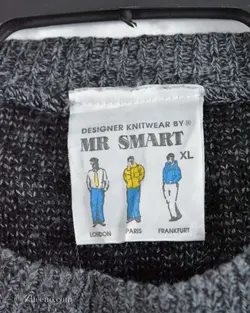 DESIGNER KNITWEAR BY®
MR SMART
XL
LONDON PARIS FRANKFURT